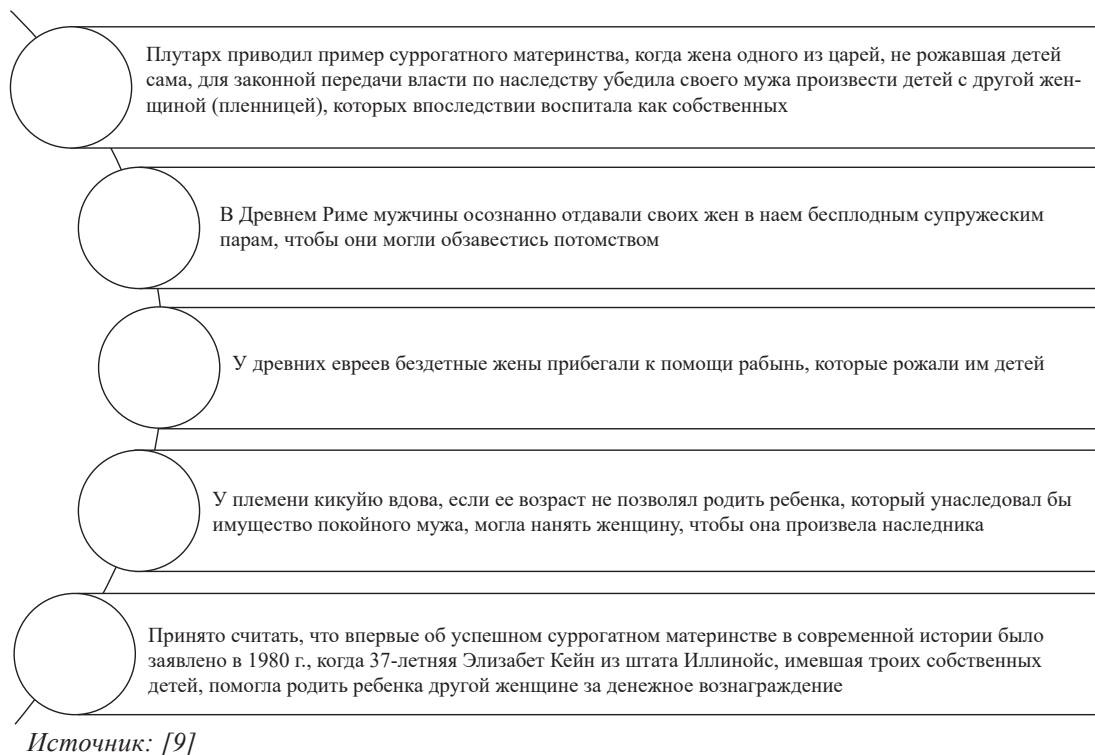 Плутарх приводил пример суррогатного материнства, когда жена одного из царей, не рожавшая детей
сама, для законной передачи власти по наследству убедила своего мужа произвести детей с другой жен-
щиной (пленницей), которых впоследствии воспитала как собственных
В Древнем Риме мужчины осознанно отдавали своих жен в наем бесплодным супружеским
парам, чтобы они могли обзавестись потомством
У древних евреев бездетные жены прибегали к помощи рабынь, которые рожали им детей
У племени кикуйю вдова, если ее возраст не позволял родить ребенка, который унаследовал бы
имущество покойного мужа, могла нанять женщину, чтобы она произвела наследника
Принято считать, что впервые об успешном суррогатном материнстве в современной истории было
заявлено в 1980 г., когда 37-летняя Элизабет Кейн из штата Иллинойс, имевшая троих собственных
детей, помогла родить ребенка другой женщине за денежное вознаграждение
Источник: [9]